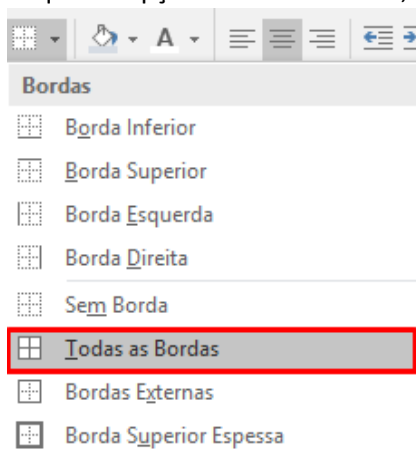 A
Bordas
Borda Inferior
Borda Superior
Borda Esquerda
Borda Direita
Sem Borda
Todas as Bordas
Bordas Externas
Borda Superior Espessa